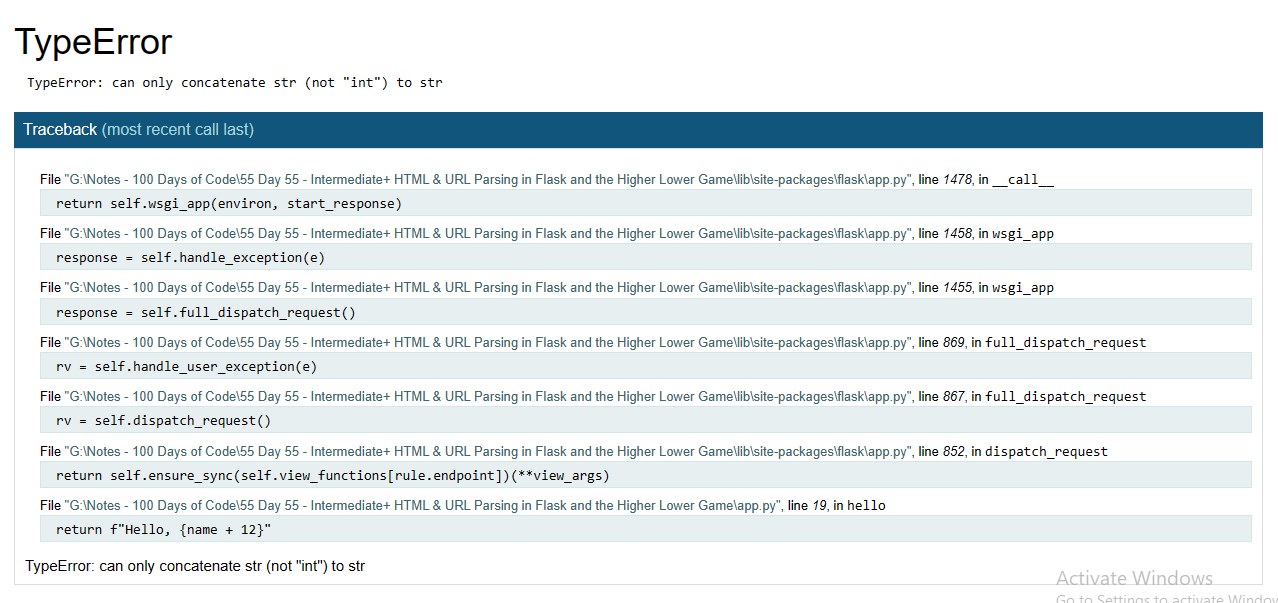 TypeError
TypeError: can only concatenate str (not "int") to str
Traceback (most recent call last)
File "G:\Notes - 100 Days of Code\55 Day 55 - Intermediate+ HTML & URL Parsing in Flask and the Higher Lower Game\lib\site-packages\flask\app.py", line 1478, in __call__
return self.wsgi_app(environ, start_response)
File "G:\Notes - 100 Days of Code\55 Day 55 - Intermediate+ HTML & URL Parsing in Flask and the Higher Lower Game\lib\site-packages\flask\app.py", line 1458, in wsgi_app
response = self.handle_exception(e)
File "G:\Notes - 100 Days of Code\55 Day 55 - Intermediate+ HTML & URL Parsing in Flask and the Higher Lower Game\lib\site-packages\flask\app.py", line 1455, in wsgi_app
response = self.full_dispatch_request()
File "G:\Notes - 100 Days of Code\55 Day 55 - Intermediate+ HTML & URL Parsing in Flask and the Higher Lower Game\lib\site-packages\flask\app.py", line 869, in full_dispatch_request
rv = self.handle_user_exception(e)
File "G:\Notes - 100 Days of Code\55 Day 55 - Intermediate+ HTML & URL Parsing in Flask and the Higher Lower Game\lib\site-packages\flask\app.py", line 867, in full_dispatch_request
rv = self.dispatch_request()
File "G:\Notes - 100 Days of Code\55 Day 55 - Intermediate+ HTML & URL Parsing in Flask and the Higher Lower Game\lib\site-packages\flask\app.py", line 852, in dispatch_request
return self.ensure_sync(self.view_functions[rule.endpoint])(**view_args)
File "G:\Notes - 100 Days of Code\55 Day 55 - Intermediate+ HTML & URL Parsing in Flask and the Higher Lower Game\app.py", line 19, in hello
return f"Hello, {name + 12}"
TypeError: can only concatenate str (not "int") to str
Activate Windows
Go to Settings to activate Window